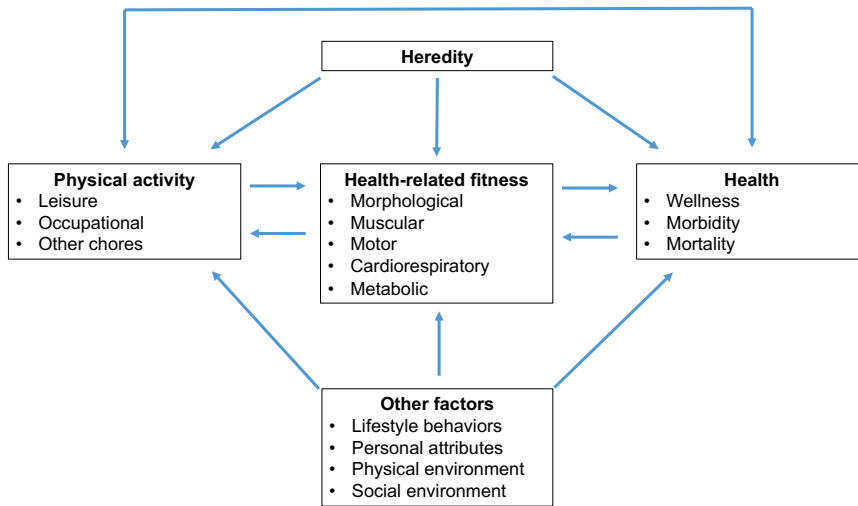 Heredity
Physical activity
• Leisure
• Occupational
• Other chores
Health-related fitness
• Morphological
• Muscular
• Motor
• Cardiorespiratory
• Metabolic
Health
• Wellness
• Morbidity
• Mortality
Other factors
• Lifestyle behaviors
• Personal attributes
• Physical environment
• Social environment